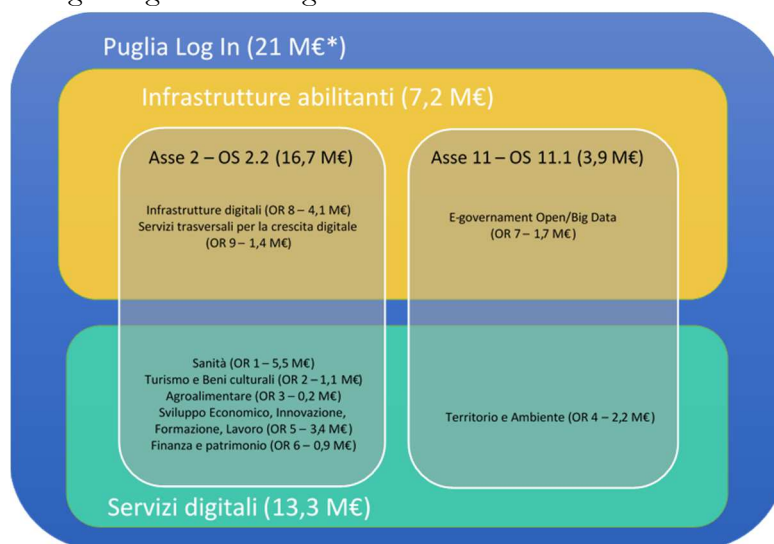 Puglia Log In (21 M€*)
Infrastrutture abilitanti (7,2 M€)
Asse 2 – OS 2.2 (16,7 M€)
Infrastrutture digitali (OR 8 – 4,1 M€)
Servizi trasversali per la crescita digitale
(OR 9 – 1,4 M€)
Asse 11 – OS 11.1 (3,9 M€)
E-governament Open/Big Data
(OR 7 – 1,7 M€)
Sanità (OR 1 – 5,5 M€)
Turismo e Beni culturali (OR 2 – 1,1 M€)
Agroalimentare (OR 3 – 0,2 M€)
Sviluppo Economico, Innovazione,
Formazione, Lavoro (OR 5 – 3,4 M€)
Finanza e patrimonio (OR 6 – 0,9 M€)
Territorio e Ambiente (OR 4 – 2,2 M€)
Servizi digitali (13,3 M€)